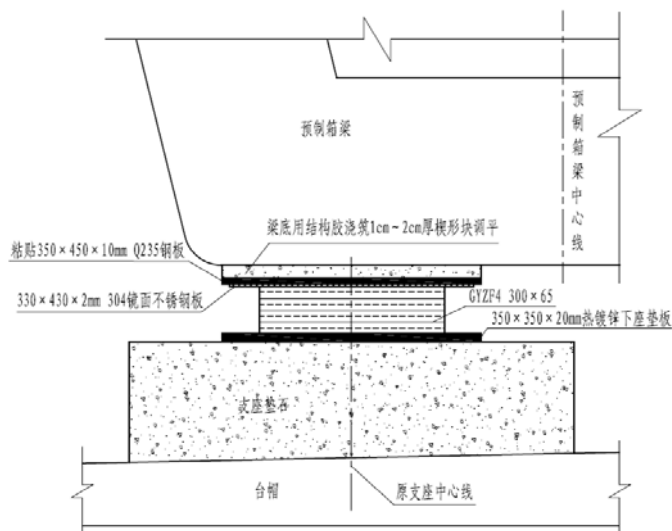 预制箱梁
预制箱梁中心线
梁底用结构胶浇筑1cm~2cm厚楔形块调平
粘贴350×450×10mm Q235钢板
330×430×2mm 304镜面不锈钢板
GYZF4 300×65
350×350×20mm热镀锌下座垫板
支座垫石
台帽
原支座中心线